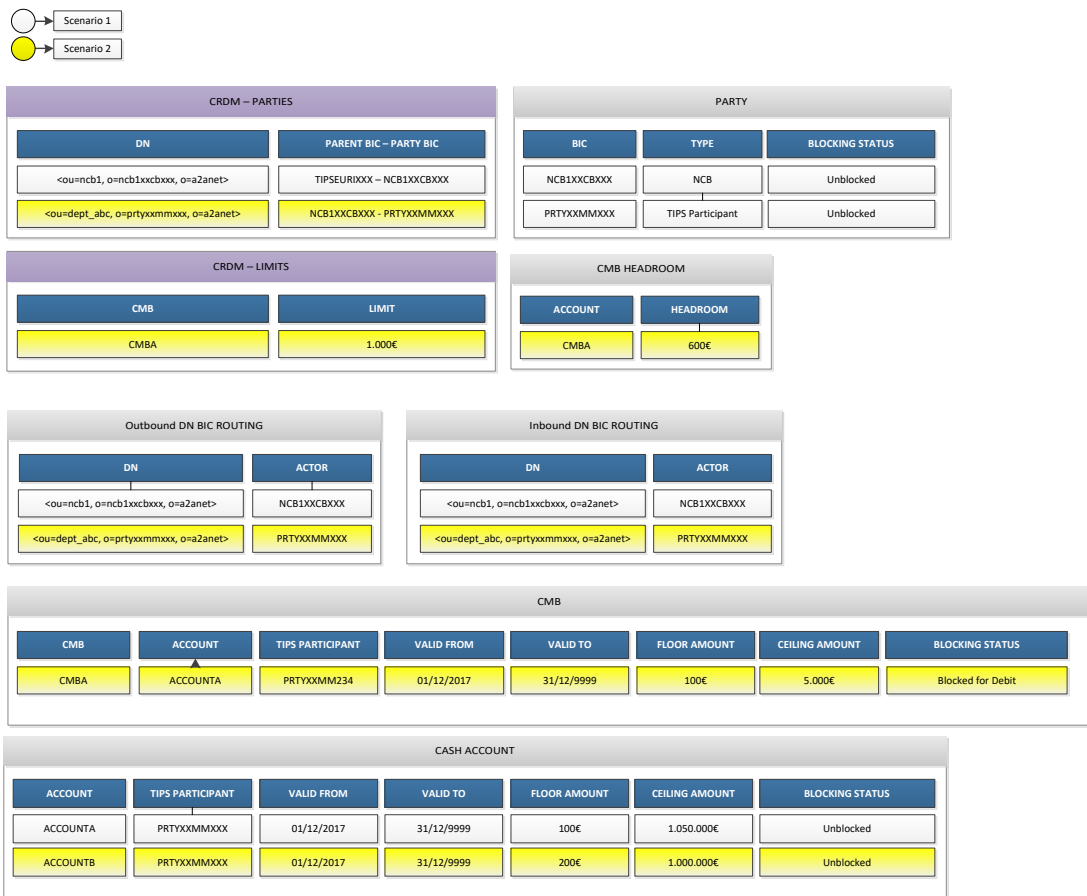 Scenario 1
Scenario 2
CRDM – PARTIES
DN PARENT BIC – PARTY BIC
<ou=ncb1, o=ncb1xxcbxxx, o=a2anet> TIPSEURIXXX – NCB1XXCBXXX
<ou=dept_abc, o=prtyxxmmxxx, o=a2anet> NCB1XXCBXXX - PRTYXXMMXXX
PARTY
BIC TYPE BLOCKING STATUS
NCB1XXCBXXX NCB Unblocked
PRTYXXMMXXX TIPS Participant Unblocked
CRDM – LIMITS
CMB LIMIT
CMBA 1.000€
CMB HEADROOM
ACCOUNT HEADROOM
CMBA 600€
Outbound DN BIC ROUTING
DN ACTOR
<ou=ncb1, o=ncb1xxcbxxx, o=a2anet> NCB1XXCBXXX
<ou=dept_abc, o=prtyxxmmxxx, o=a2anet> PRTYXXMMXXX
Inbound DN BIC ROUTING
DN ACTOR
<ou=ncb1, o=ncb1xxcbxxx, o=a2anet> NCB1XXCBXXX
<ou=dept_abc, o=prtyxxmmxxx, o=a2anet> PRTYXXMMXXX
CMB
CMB ACCOUNT TIPS PARTICIPANT VALID FROM VALID TO FLOOR AMOUNT CEILING AMOUNT BLOCKING STATUS
CMBA ACCOUNTA PRTYXXMM234 01/12/2017 31/12/9999 100€ 5.000€ Blocked for Debit
CASH ACCOUNT
ACCOUNT TIPS PARTICIPANT VALID FROM VALID TO FLOOR AMOUNT CEILING AMOUNT BLOCKING STATUS
ACCOUNTA PRTYXXMMXXX 01/12/2017 31/12/9999 100€ 1.050.000€ Unblocked
ACCOUNTB PRTYXXMMXXX 01/12/2017 31/12/9999 200€ 1.000.000€ Unblocked